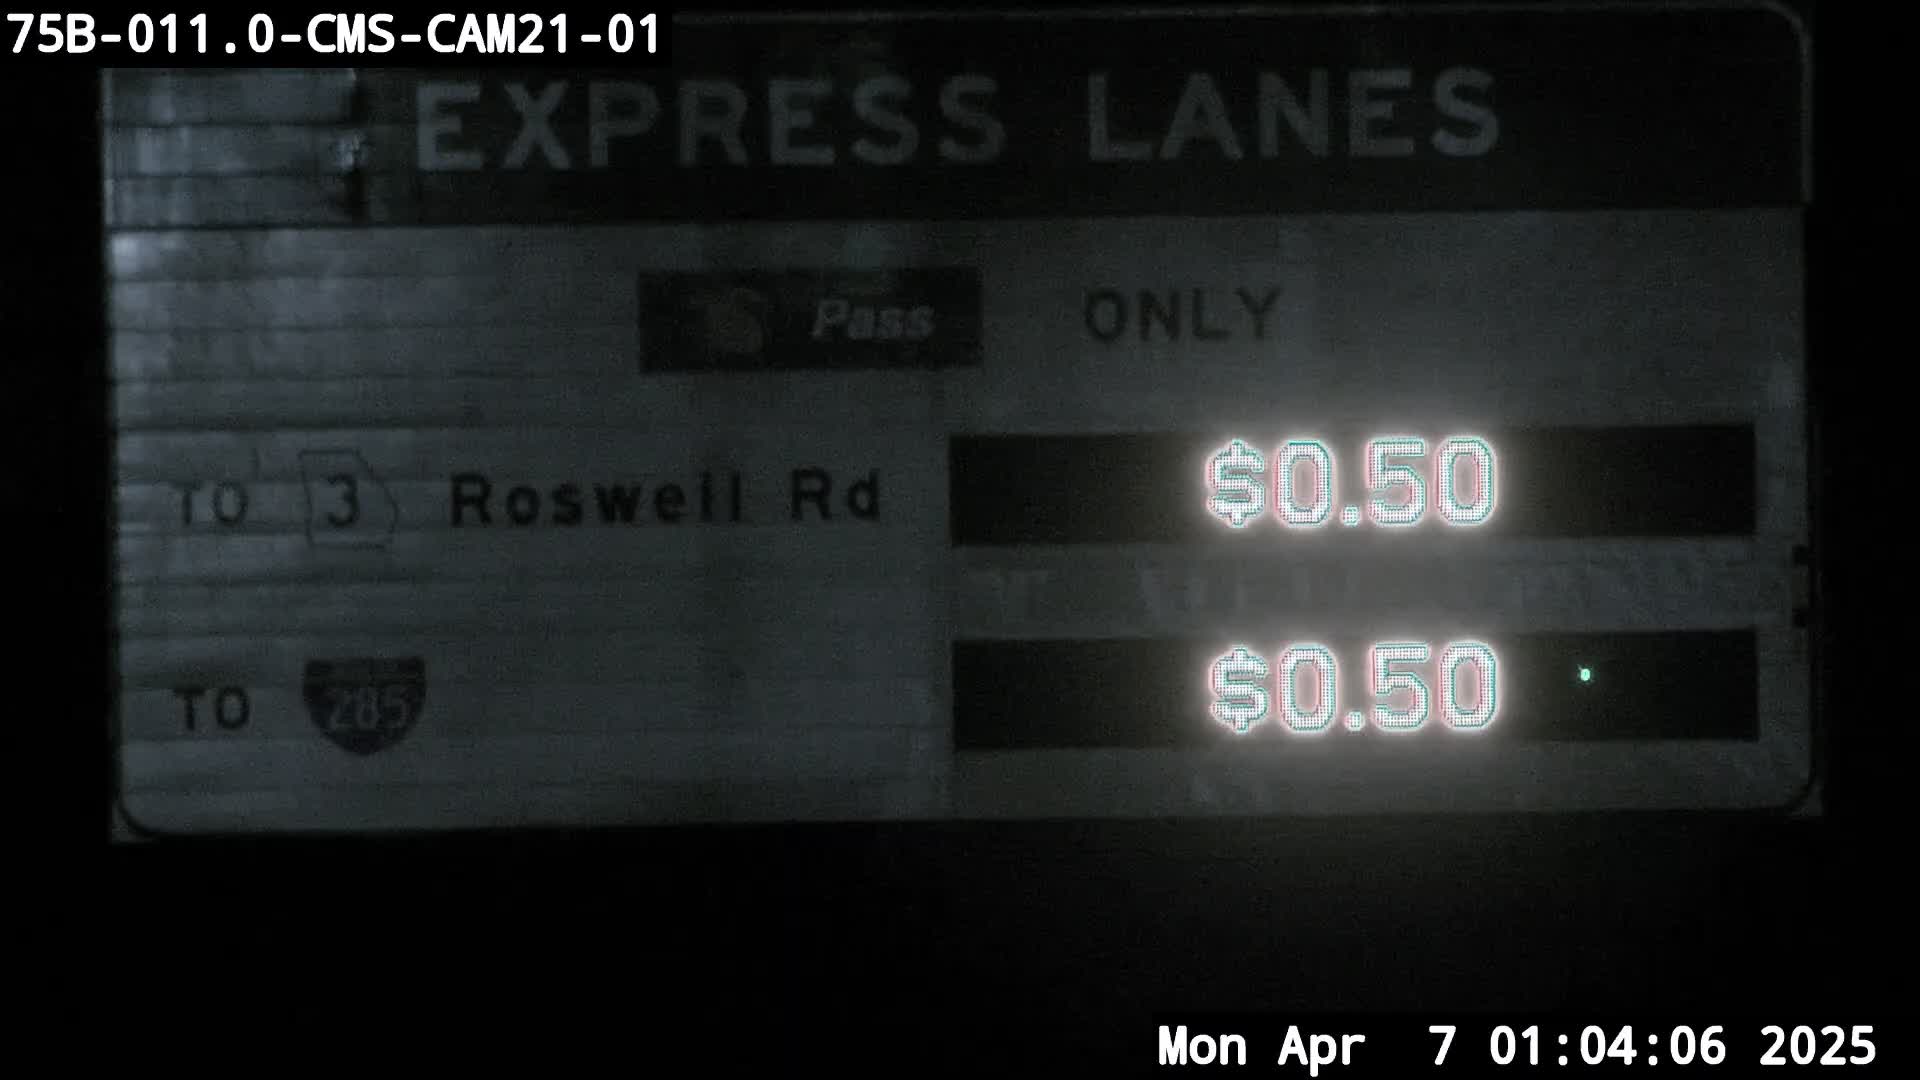 75B-011.0-CMS-CAM21-01
EXPRESS LANES
Pass ONLY
TO 3 Roswell Rd $0.50
TO 285 $0.50
Mon Apr 7 01:04:06 2025